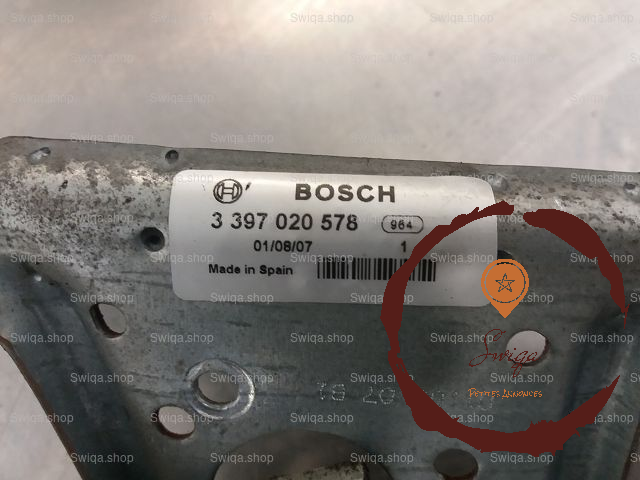 BOSCH
3 397 020 578 964
01/08/07 1
Made in Spain
Swiqa
PETITES ANNONCES
Swiqa.shop